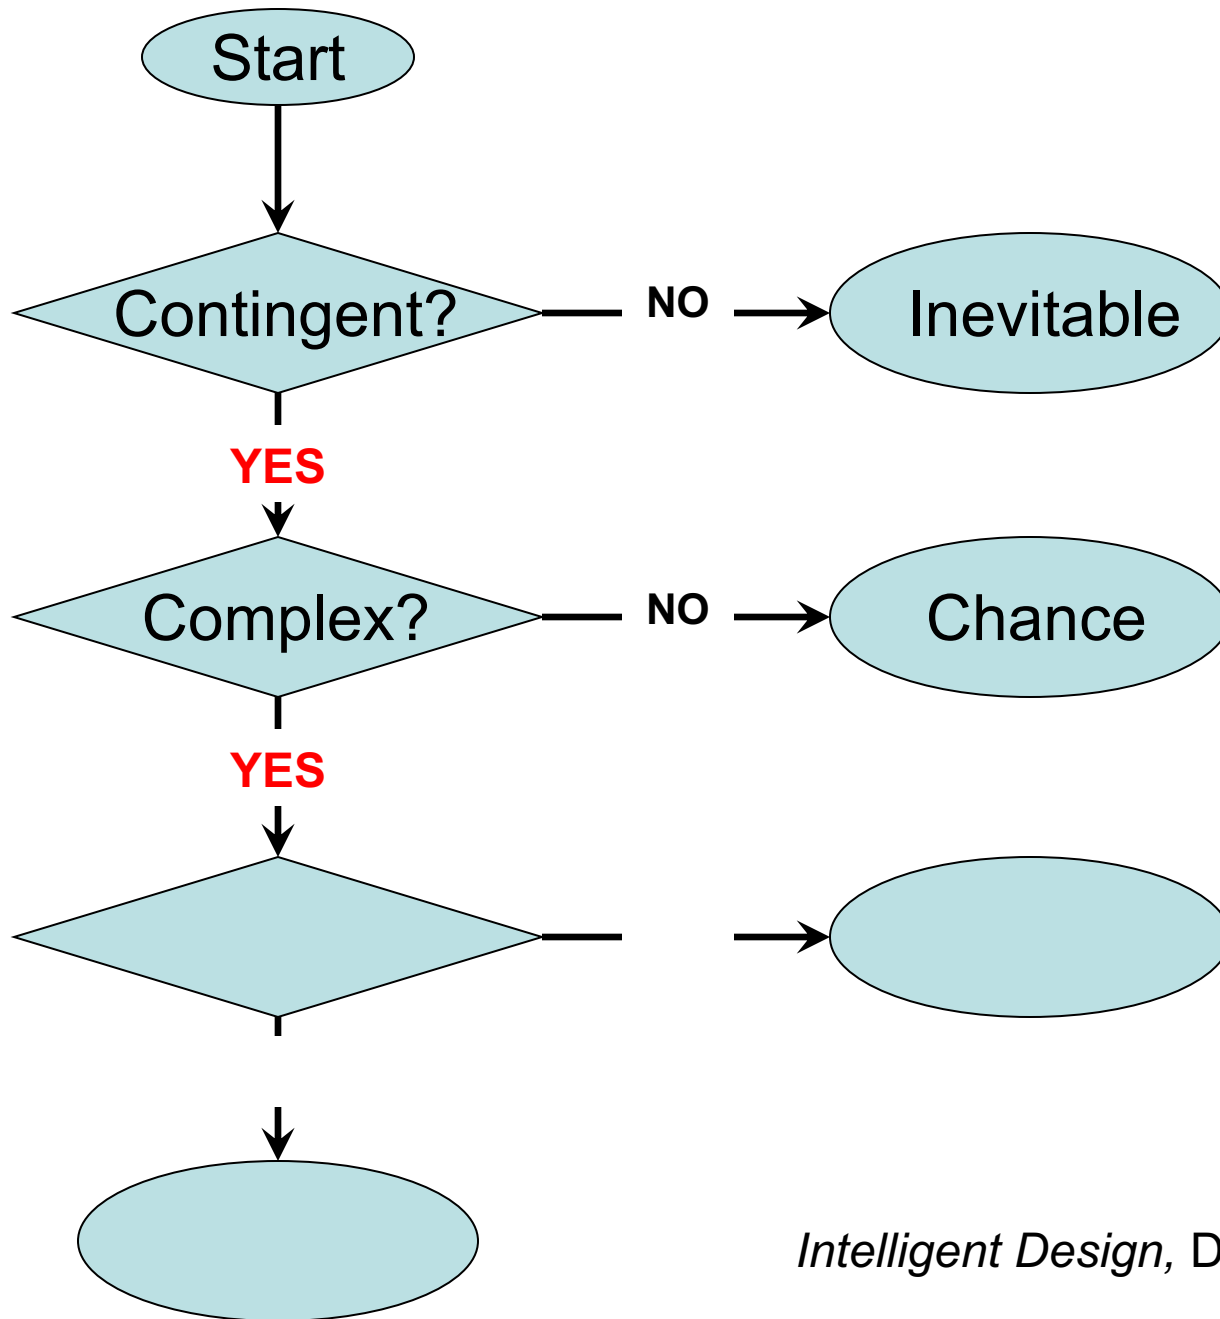 Start
Contingent?
NO
Inevitable
YES
Complex?
NO
Chance
YES
Intelligent Design, D